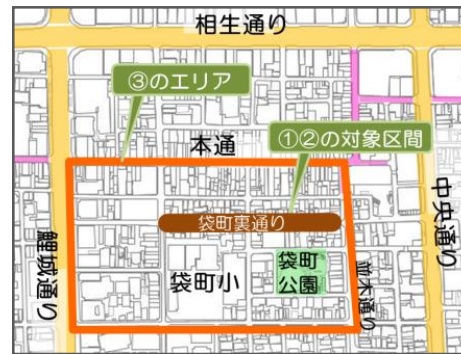 相生通り
③のエリア
本通
①②の対象区間
袋町裏通り
中央通り
鯉城通り
袋町小
袋町
公園
並木通り